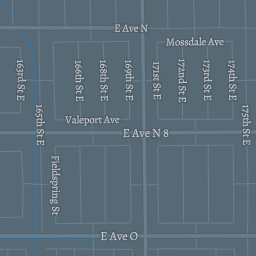 E Ave N
Mossdale Ave
163rd St E
166th St E
168th St E
169th St E
171st St E
172nd St E
173rd St E
174th St E
165th St E
175th St E
Valeport Ave
E Ave N 8
Fieldspring St
E Ave O